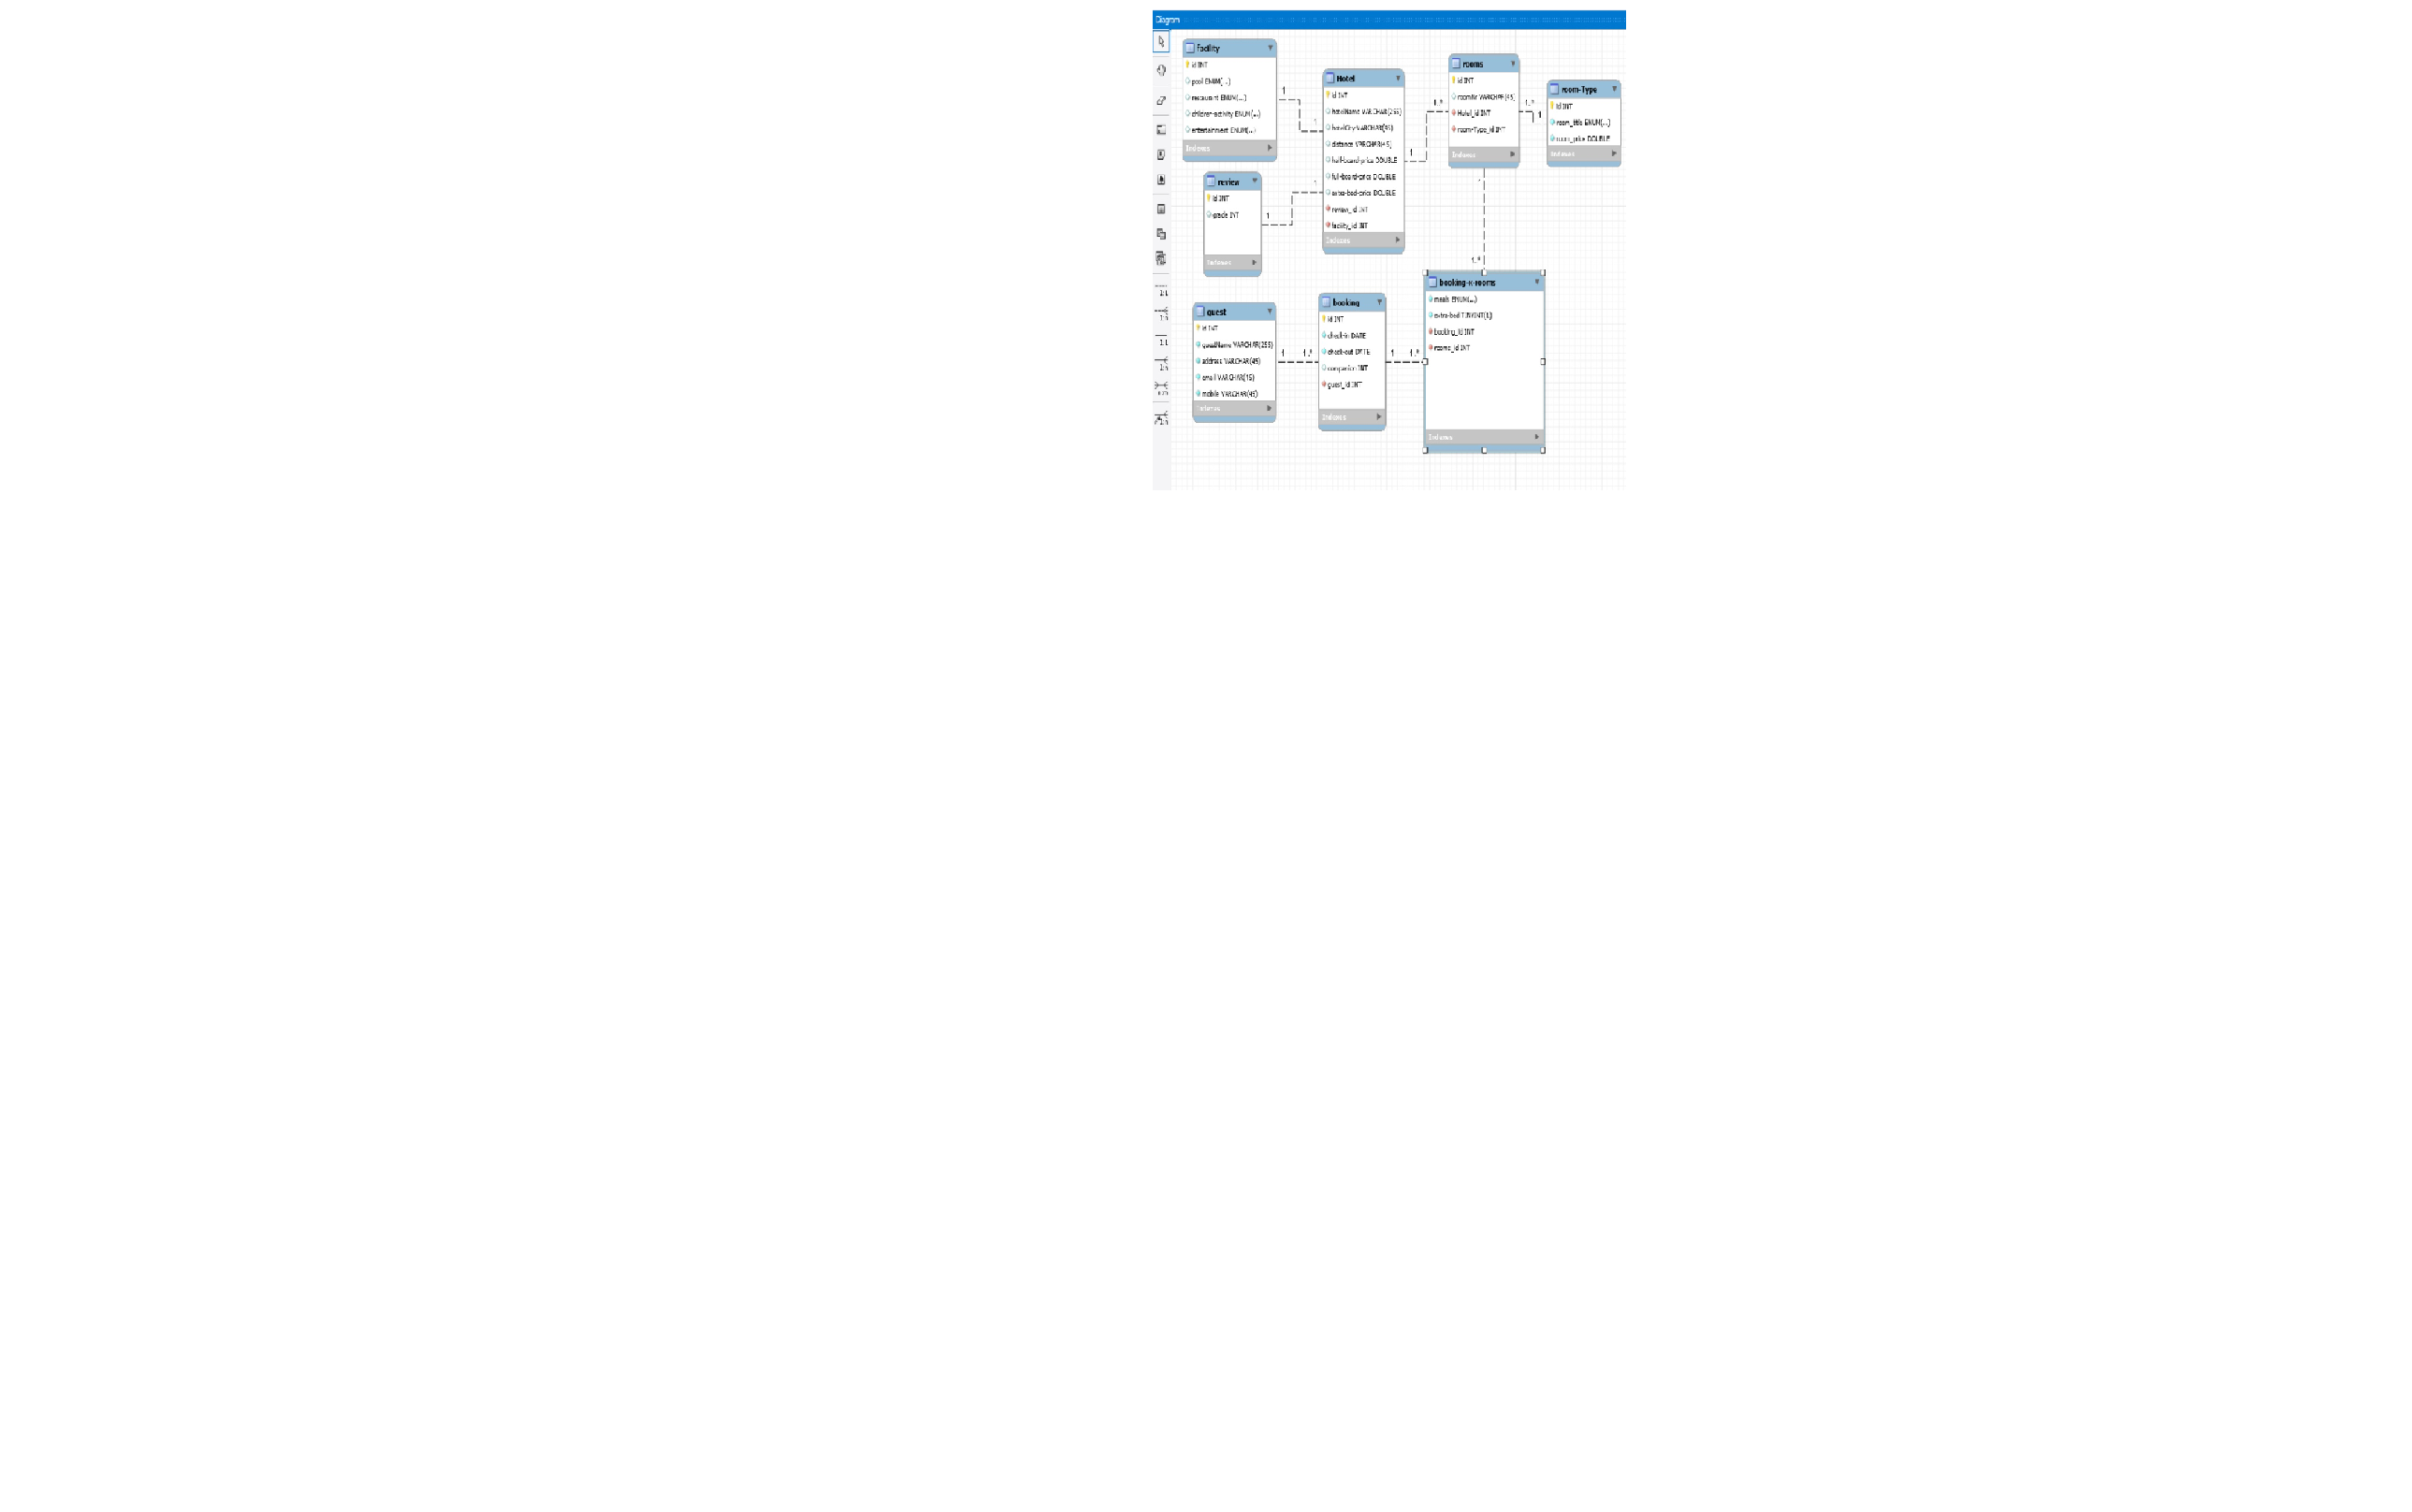 Diagram
facility
id INT
pool ENUM(...)
restaurant ENUM(...)
children-activity ENUM(...)
entertainment ENUM(...)
Indexes
review
id INT
grade INT
Indexes
Hotel
id INT
hotelName VARCHAR(255)
hotelCity VARCHAR(45)
distance VARCHAR(45)
half-board-price DOUBLE
full-board-price DOUBLE
extra-bed-price DOUBLE
review_id INT
facility_id INT
Indexes
rooms
id INT
roomNr VARCHAR(45)
Hotel_id INT
room-Type_id INT
Indexes
room-Type
id INT
room_title ENUM(...)
room_price DOUBLE
Indexes
guest
id INT
guestName VARCHAR(255)
address VARCHAR(45)
email VARCHAR(45)
mobile VARCHAR(45)
Indexes
booking
id INT
check-in DATE
check-out DATE
companion INT
guest_id INT
Indexes
booking-x-rooms
meals ENUM(...)
extra-bed TINYINT(1)
booking_id INT
rooms_id INT
Indexes
1
1
1
1
1
1..*
1..*
1
1
1..*
1
1..*
1
1..*
1:1
1:n
1:1
1:n
n:m
1:n